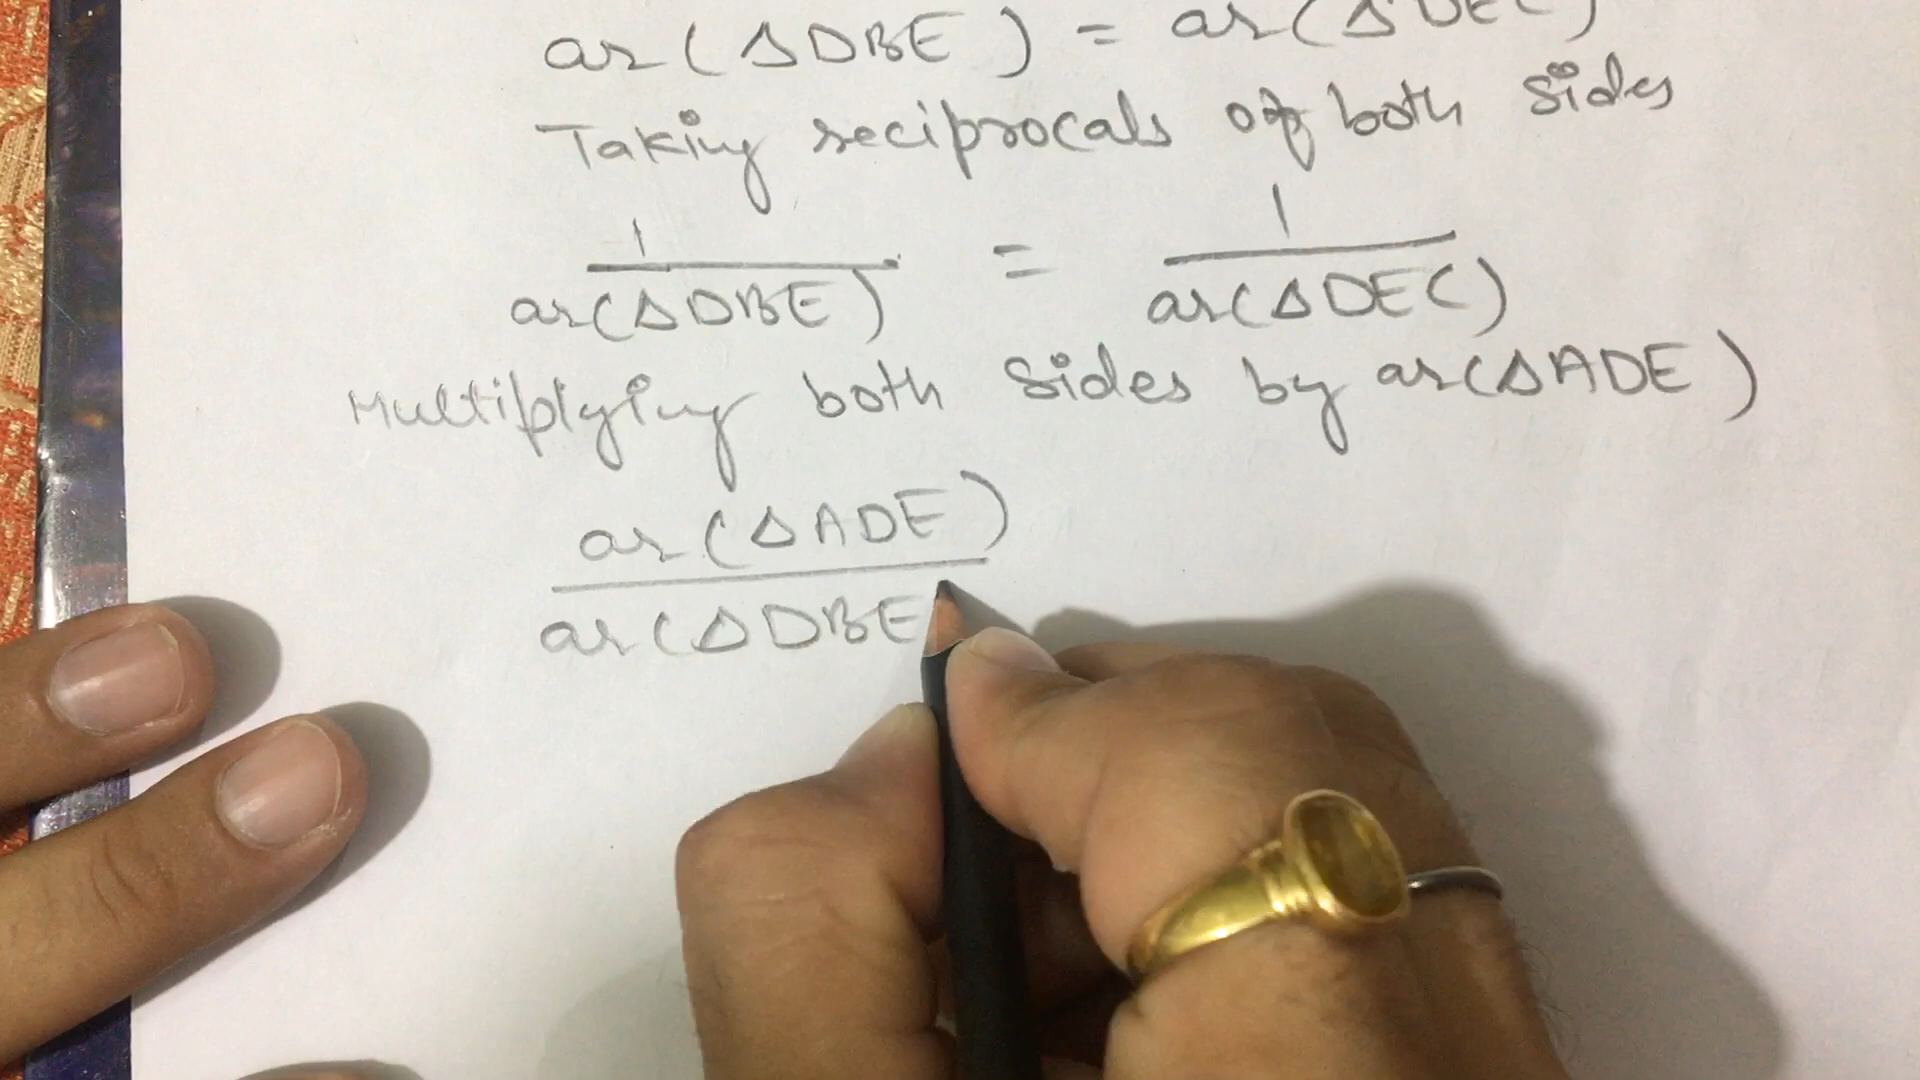 ar (ΔDBE) = ar (ΔDEC)
Taking reciprocals of both sides
1 = 1
ar(ΔDBE) ar(ΔDEC)
Multiplying both sides by ar(ΔADE)
ar (ΔADE)
ar (ΔDBE